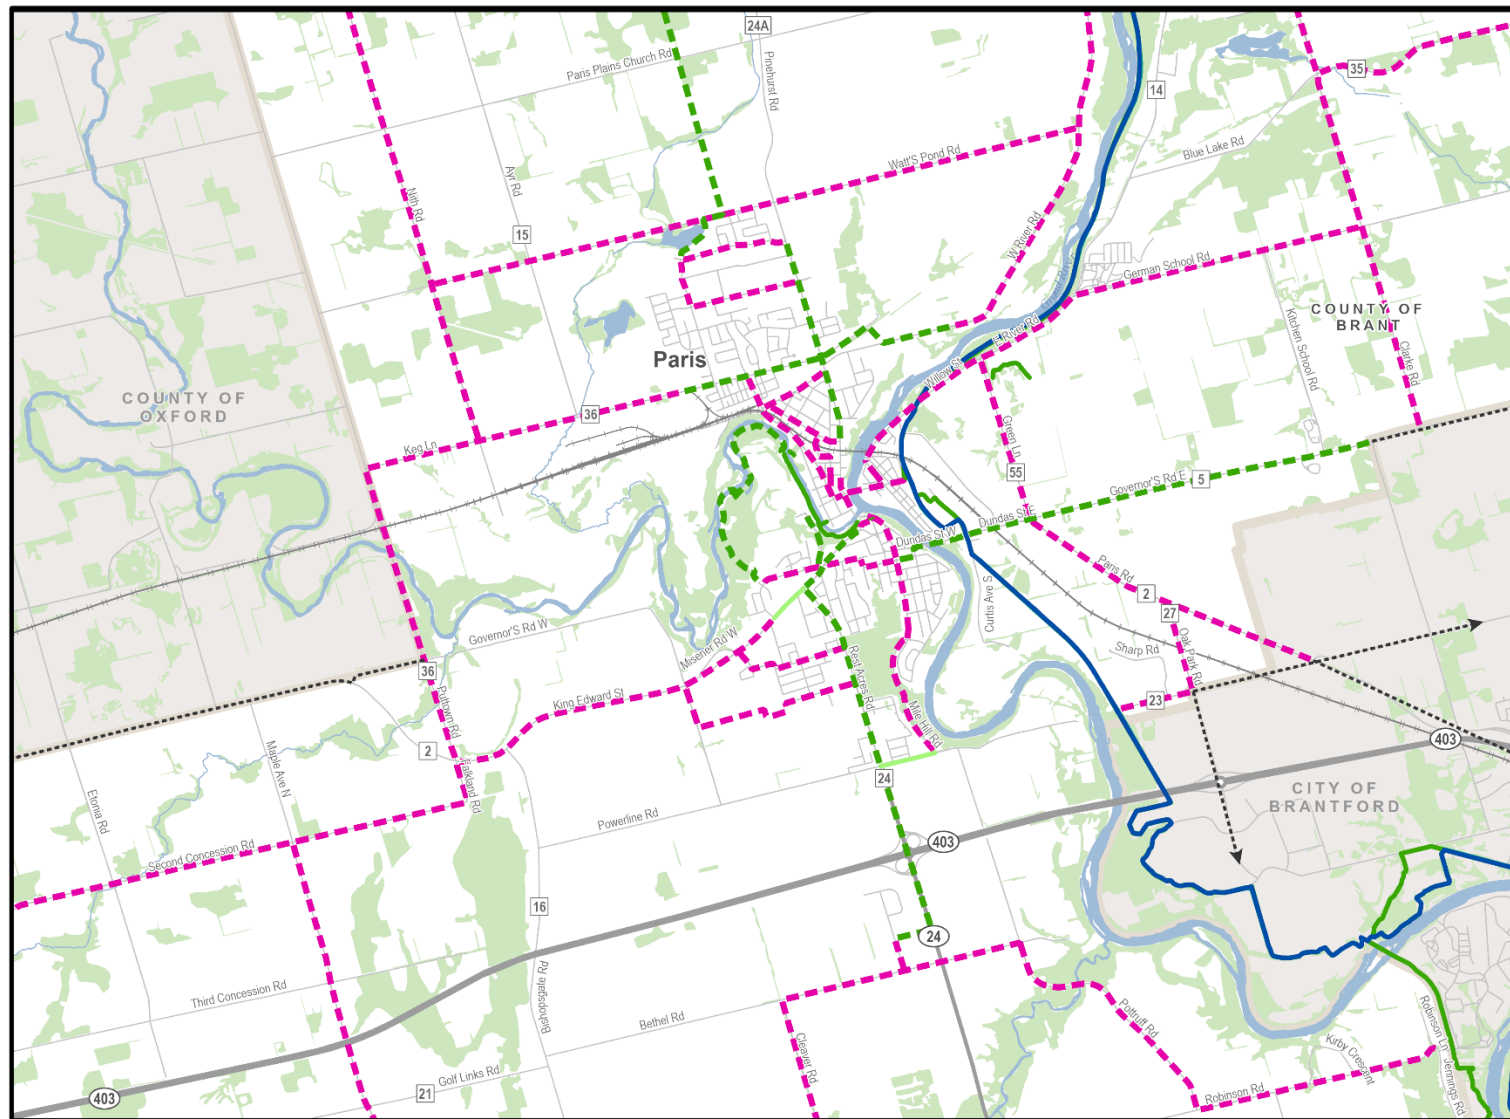 24A
Paris Plains Church Rd
Pinehurst Rd
14
35
Blue Lake Rd
Watt'S Pond Rd
Nith Rd
Ayr Rd
15
W River Rd
Grand River
German School Rd
COUNTY OF
BRANT
Kitchen School Rd
Clarke Rd
E River Rd
Willow St
Paris
COUNTY OF
OXFORD
36
Keg Ln
Green Ln
55
Governor'S Rd E
5
Dundas St E
Dundas St W
Paris Rd
2
27
Oak Park Rd
Curtis Ave S
Sharp Rd
23
Governor'S Rd W
Misener Rd W
Rest Acres Rd
Mile Hill Rd
King Edward St
36
Puttown Rd
2
Falkland Rd
Maple Ave N
Etonia Rd
24
403
CITY OF
BRANTFORD
Powerline Rd
403
Second Concession Rd
16
24
Bishopsgate Rd
Third Concession Rd
Bethel Rd
Cleaver Rd
Pottruff Rd
Kirby Crescent
Robinson Ln
Jennings Rd
Robinson Rd
Golf Links Rd
21
403